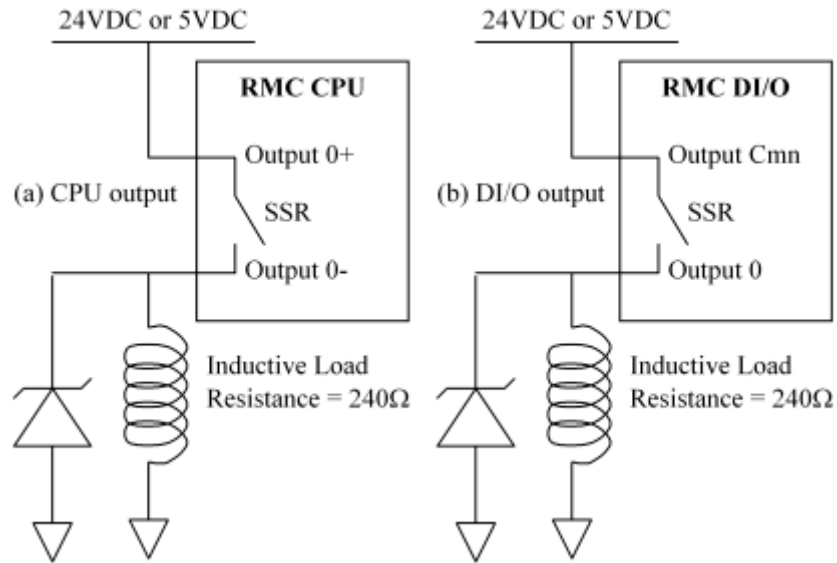 24VDC or 5VDC
RMC CPU
Output 0+
(a) CPU output
SSR
Output 0-
Inductive Load
Resistance = 240Ω
24VDC or 5VDC
RMC DI/O
Output Cmn
(b) DI/O output
SSR
Output 0
Inductive Load
Resistance = 240Ω